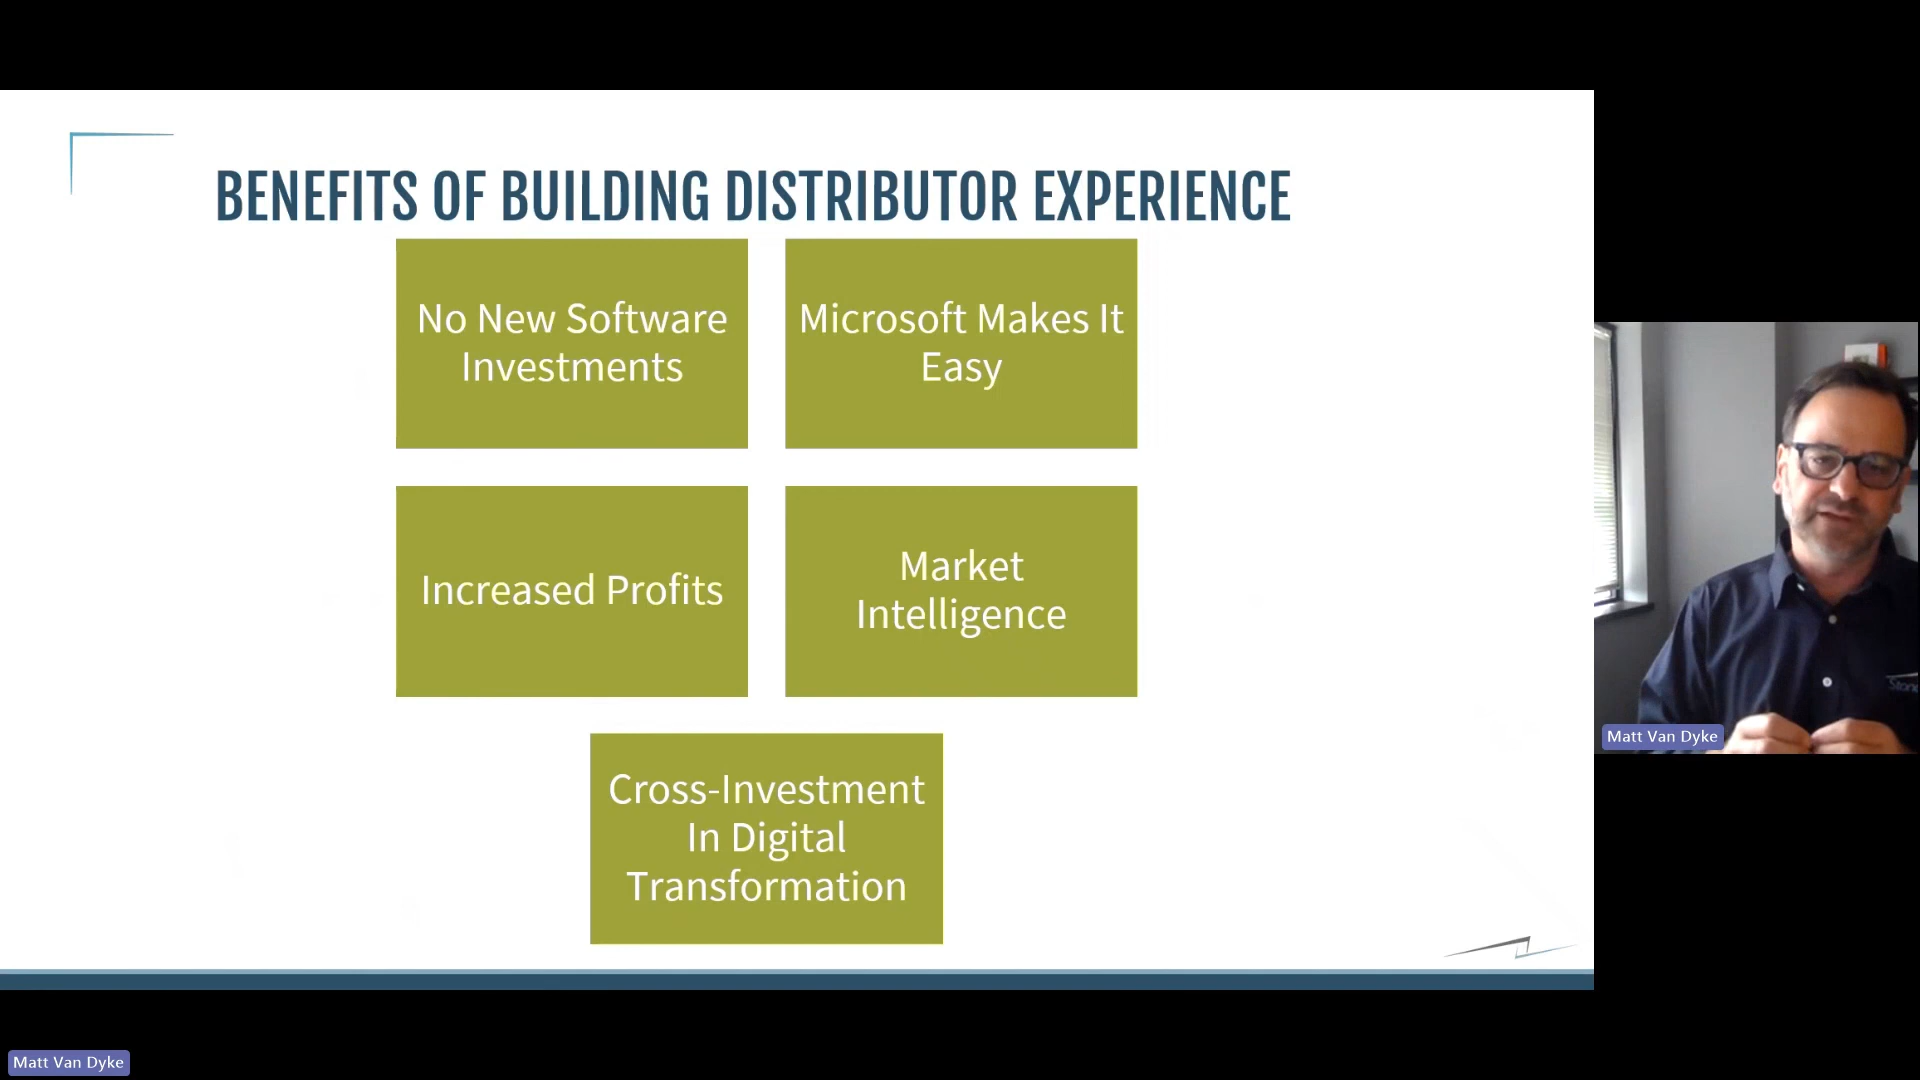 BENEFITS OF BUILDING DISTRIBUTOR EXPERIENCE
No New Software
Investments
Microsoft Makes It
Easy
Increased Profits
Market
Intelligence
Cross-Investment
In Digital
Transformation
Matt Van Dyke
Matt Van Dyke